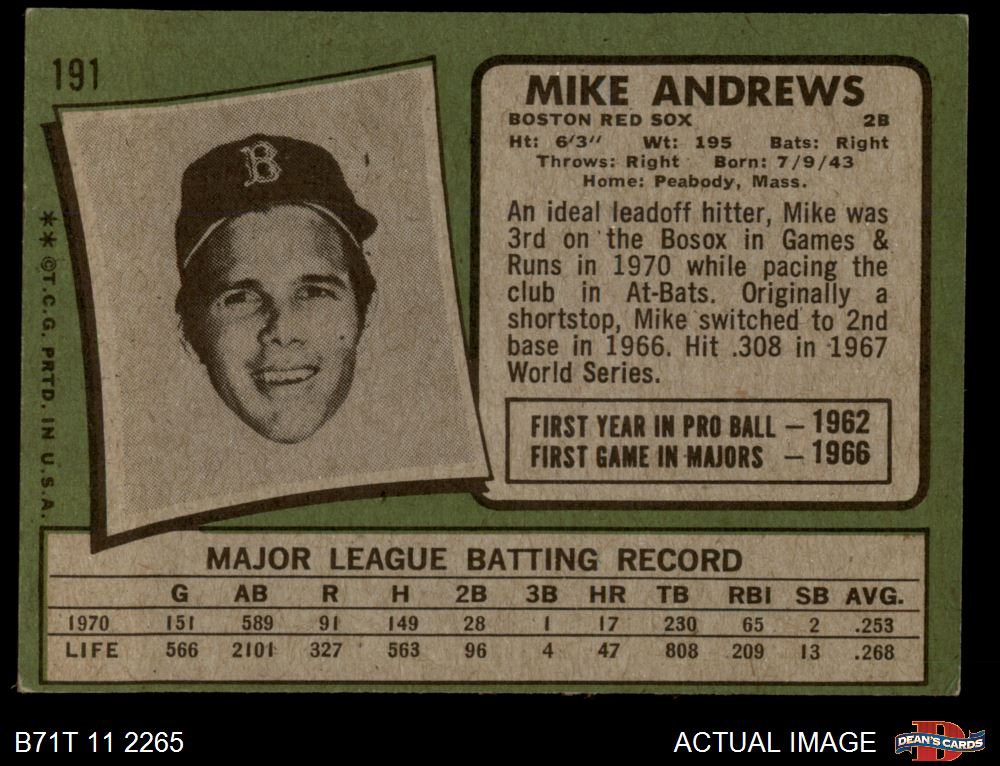 191
MIKE ANDREWS
BOSTON RED SOX 2B
Ht: 6'3" Wt: 195 Bats: Right
Throws: Right Born: 7/9/43
Home: Peabody, Mass.
An ideal leadoff hitter, Mike was
3rd on the Bosox in Games &
Runs in 1970 while pacing the
club in At-Bats. Originally a
shortstop, Mike switched to 2nd
base in 1966. Hit .308 in 1967
World Series.
FIRST YEAR IN PRO BALL – 1962
FIRST GAME IN MAJORS – 1966
B
** © T.C.G. PRTD. IN U.S.A.
MAJOR LEAGUE BATTING RECORD
G AB R H 2B 3B HR TB RBI SB AVG.
1970 151 589 91 149 28 1 17 230 65 2 .253
LIFE 566 2101 327 563 96 4 47 808 209 13 .268
B71T 11 2265
ACTUAL IMAGE
D
DEAN'S CARDS